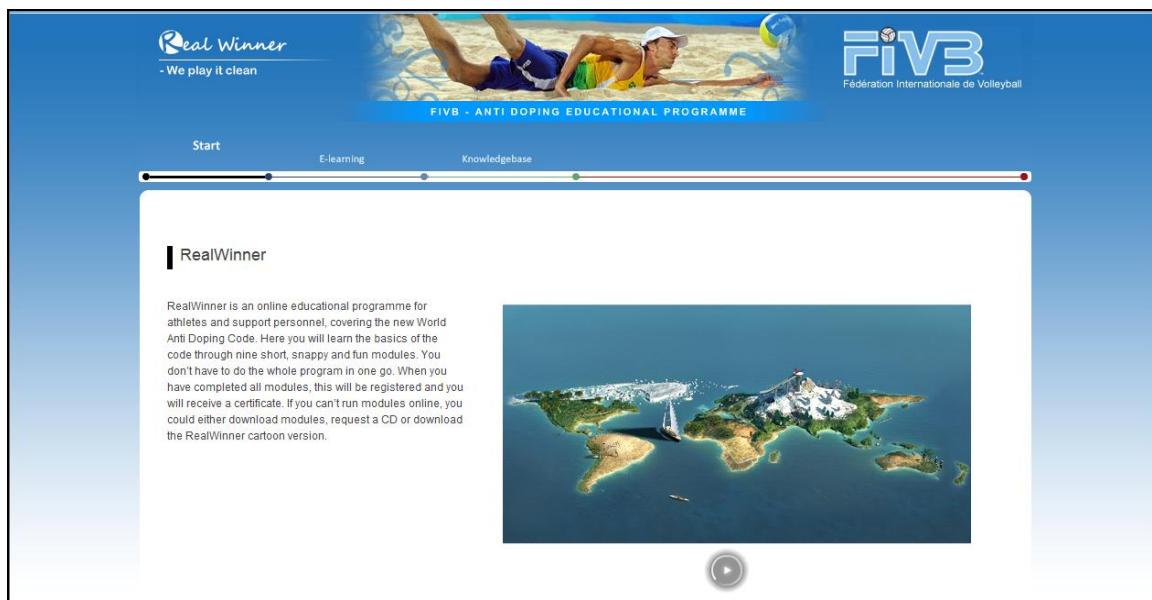 Real Winner
- We play it clean
FiVB
Fédération Internationale de Volleyball
FIVB - ANTI DOPING EDUCATIONAL PROGRAMME
Start
E-learning
Knowledgebase
RealWinner
RealWinner is an online educational programme for
athletes and support personnel, covering the new World
Anti Doping Code. Here you will learn the basics of the
code through nine short, snappy and fun modules. You
don't have to do the whole program in one go. When you
have completed all modules, this will be registered and you
will receive a certificate. If you can't run modules online, you
could either download modules, request a CD or download
the RealWinner cartoon version.